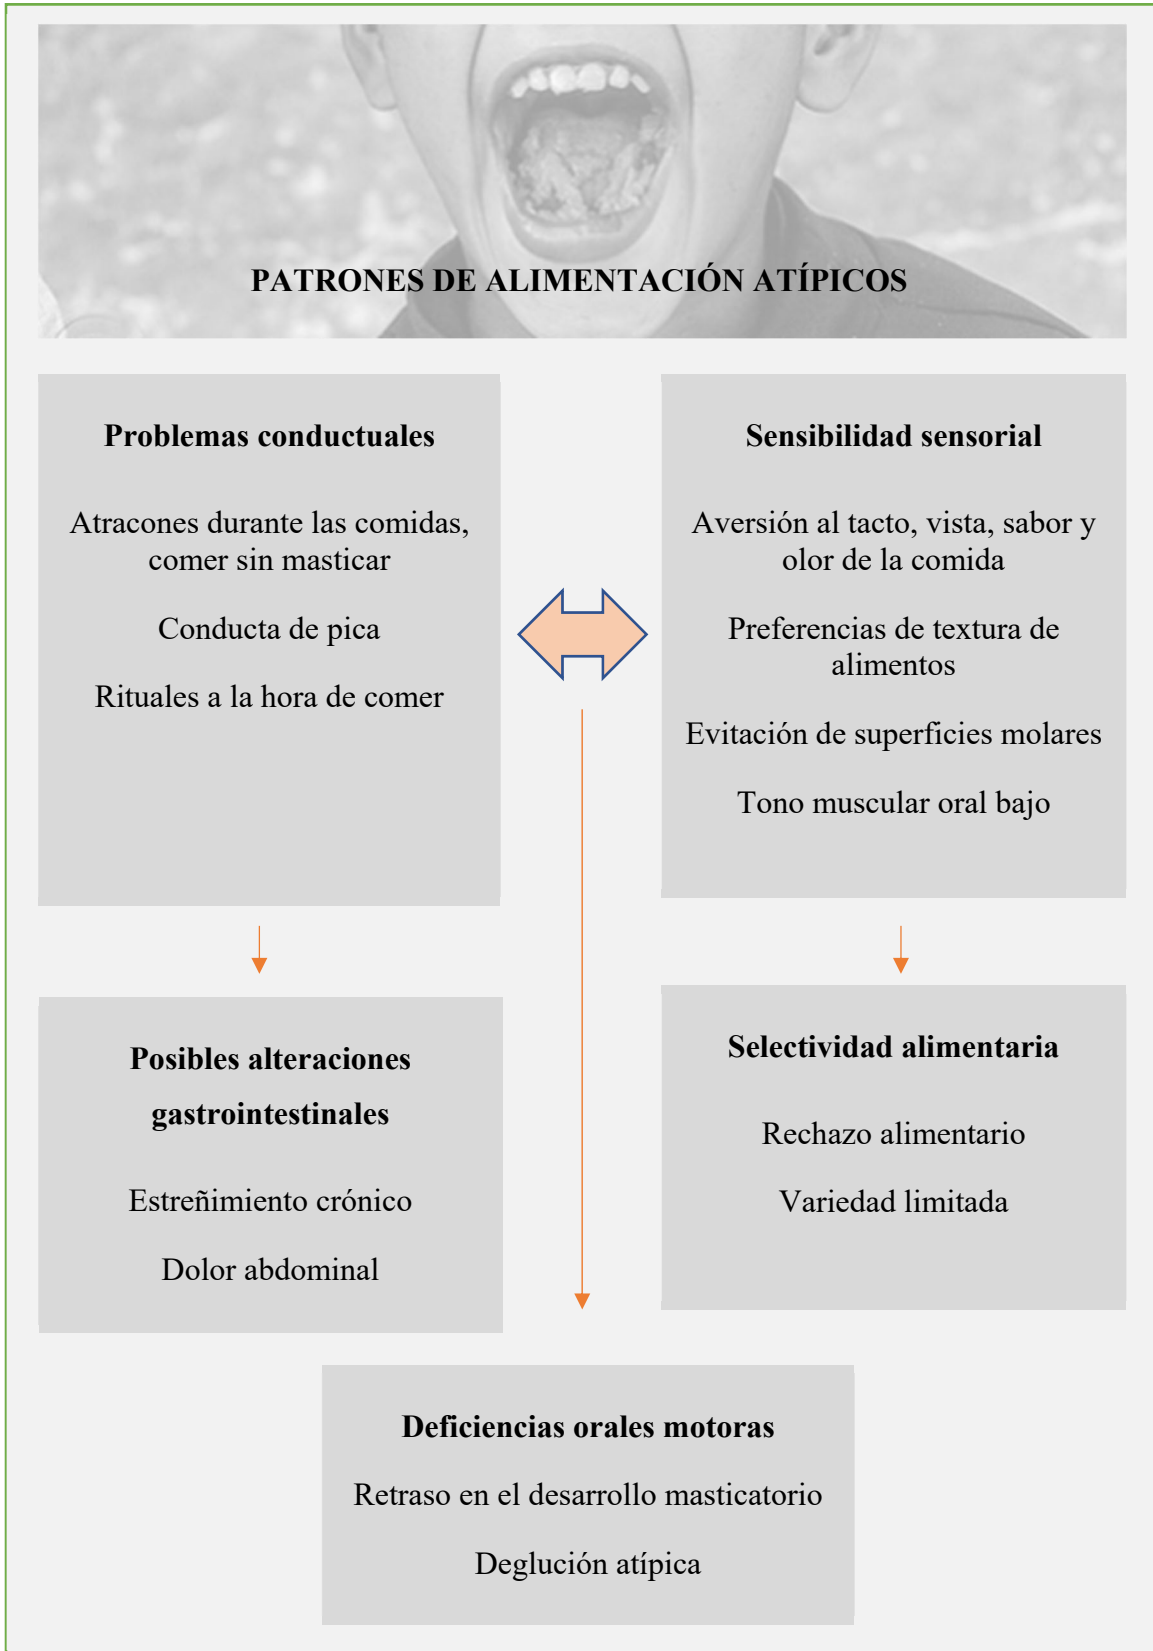 PATRONES DE ALIMENTACIÓN ATÍPICOS
Problemas conductuales
Atracones durante las comidas,
comer sin masticar
Conducta de pica
Rituales a la hora de comer
Sensibilidad sensorial
Aversión al tacto, vista, sabor y
olor de la comida
Preferencias de textura de
alimentos
Evitación de superficies molares
Tono muscular oral bajo
Posibles alteraciones
gastrointestinales
Estreñimiento crónico
Dolor abdominal
Selectividad alimentaria
Rechazo alimentario
Variedad limitada
Deficiencias orales motoras
Retraso en el desarrollo masticatorio
Deglución atípica